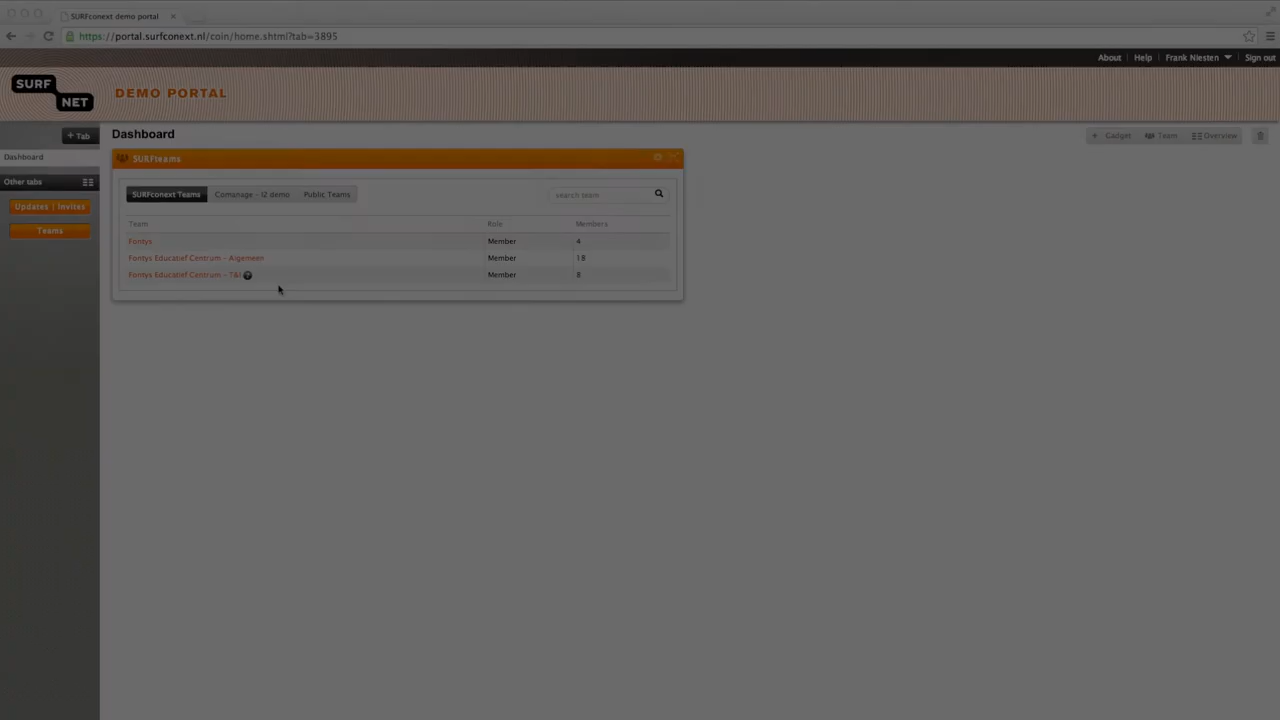 SURFconext demo portal
https://portal.surfconext.nl/coin/home.shtml?tab=3895
About Help Frank Niesten Sign out
SURF
NET
DEMO PORTAL
+ Tab
Dashboard
+ Gadget Team Overview
Dashboard
Other tabs
Updates | Invites
Teams
SURFteams
SURFconext Teams Comanage - I2 demo Public Teams search team
Team Role Members
Fontys Member 4
Fontys Educatief Centrum - Algemeen Member 18
Fontys Educatief Centrum - T&I Member 8